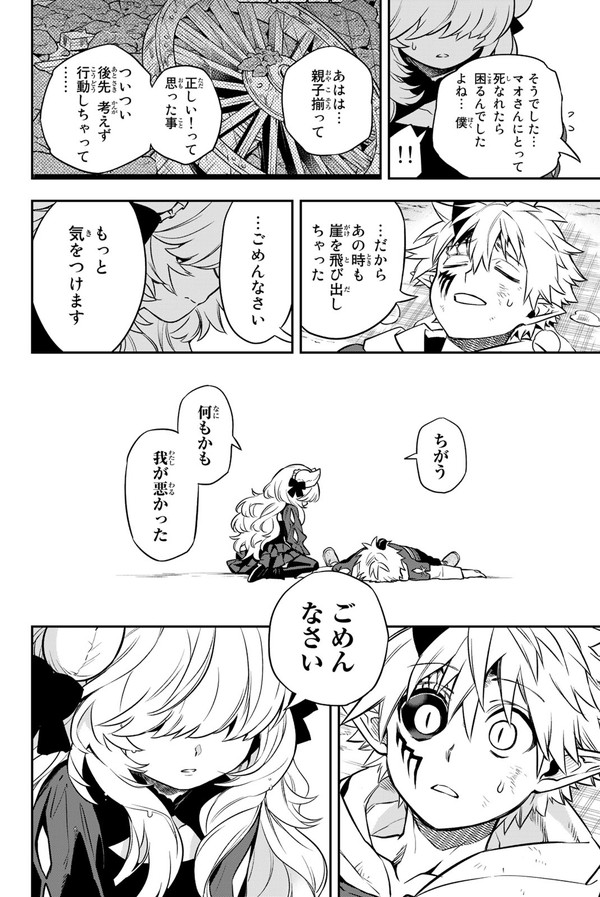 そうでした…
マオさんにとって
死なれたら
困るんでした
よね…僕
!!
あはは…
親子揃って
正しい！って
思った事
ついつい
後先 考えず
行動しちゃって
……
…だから
あの時も
崖を飛び出し
ちゃった
…ごめんなさい
もっと
気をつけます
ちがう
何もかも
我が悪かった
ごめん
なさい